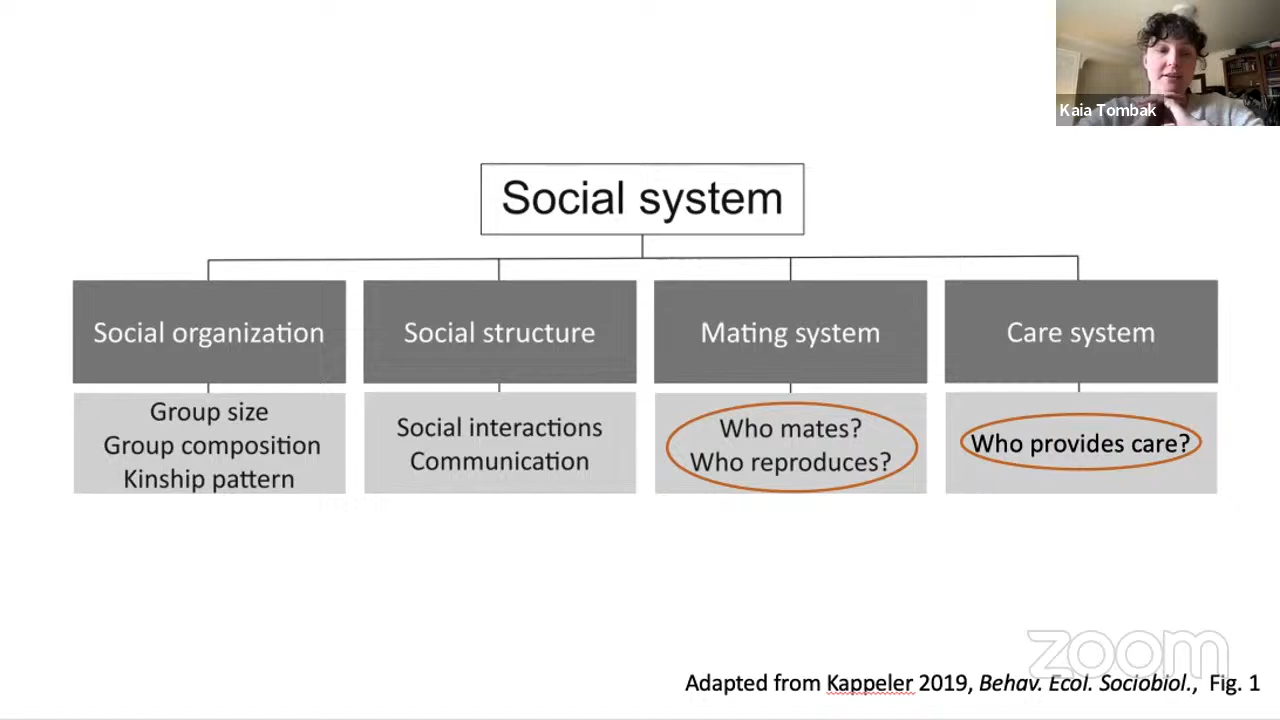 Kaia Tombak
Social system
Social organization
Social structure
Mating system
Care system
Group size
Group composition
Kinship pattern
Social interactions
Communication
Who mates?
Who reproduces?
Who provides care?
zoom
Adapted from Kappeler 2019, Behav. Ecol. Sociobiol., Fig. 1